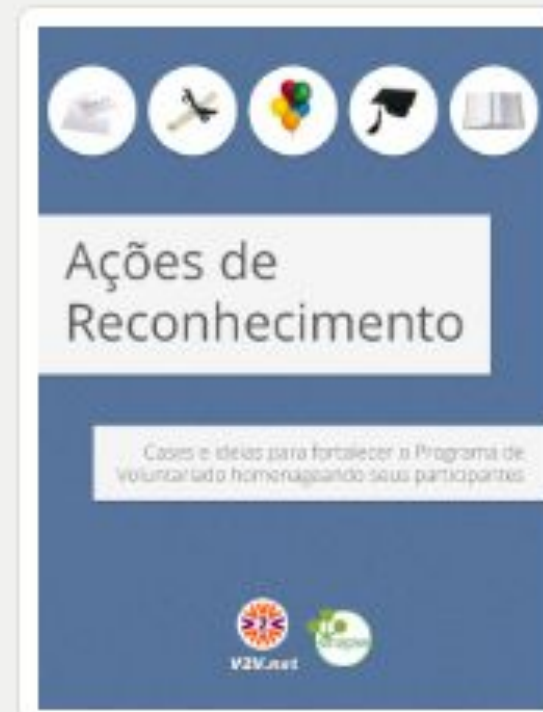 Ações de
Reconhecimento
Cases e ideias para fortalecer o Programa de
Voluntariado homenageando seus participantes
V2V.net